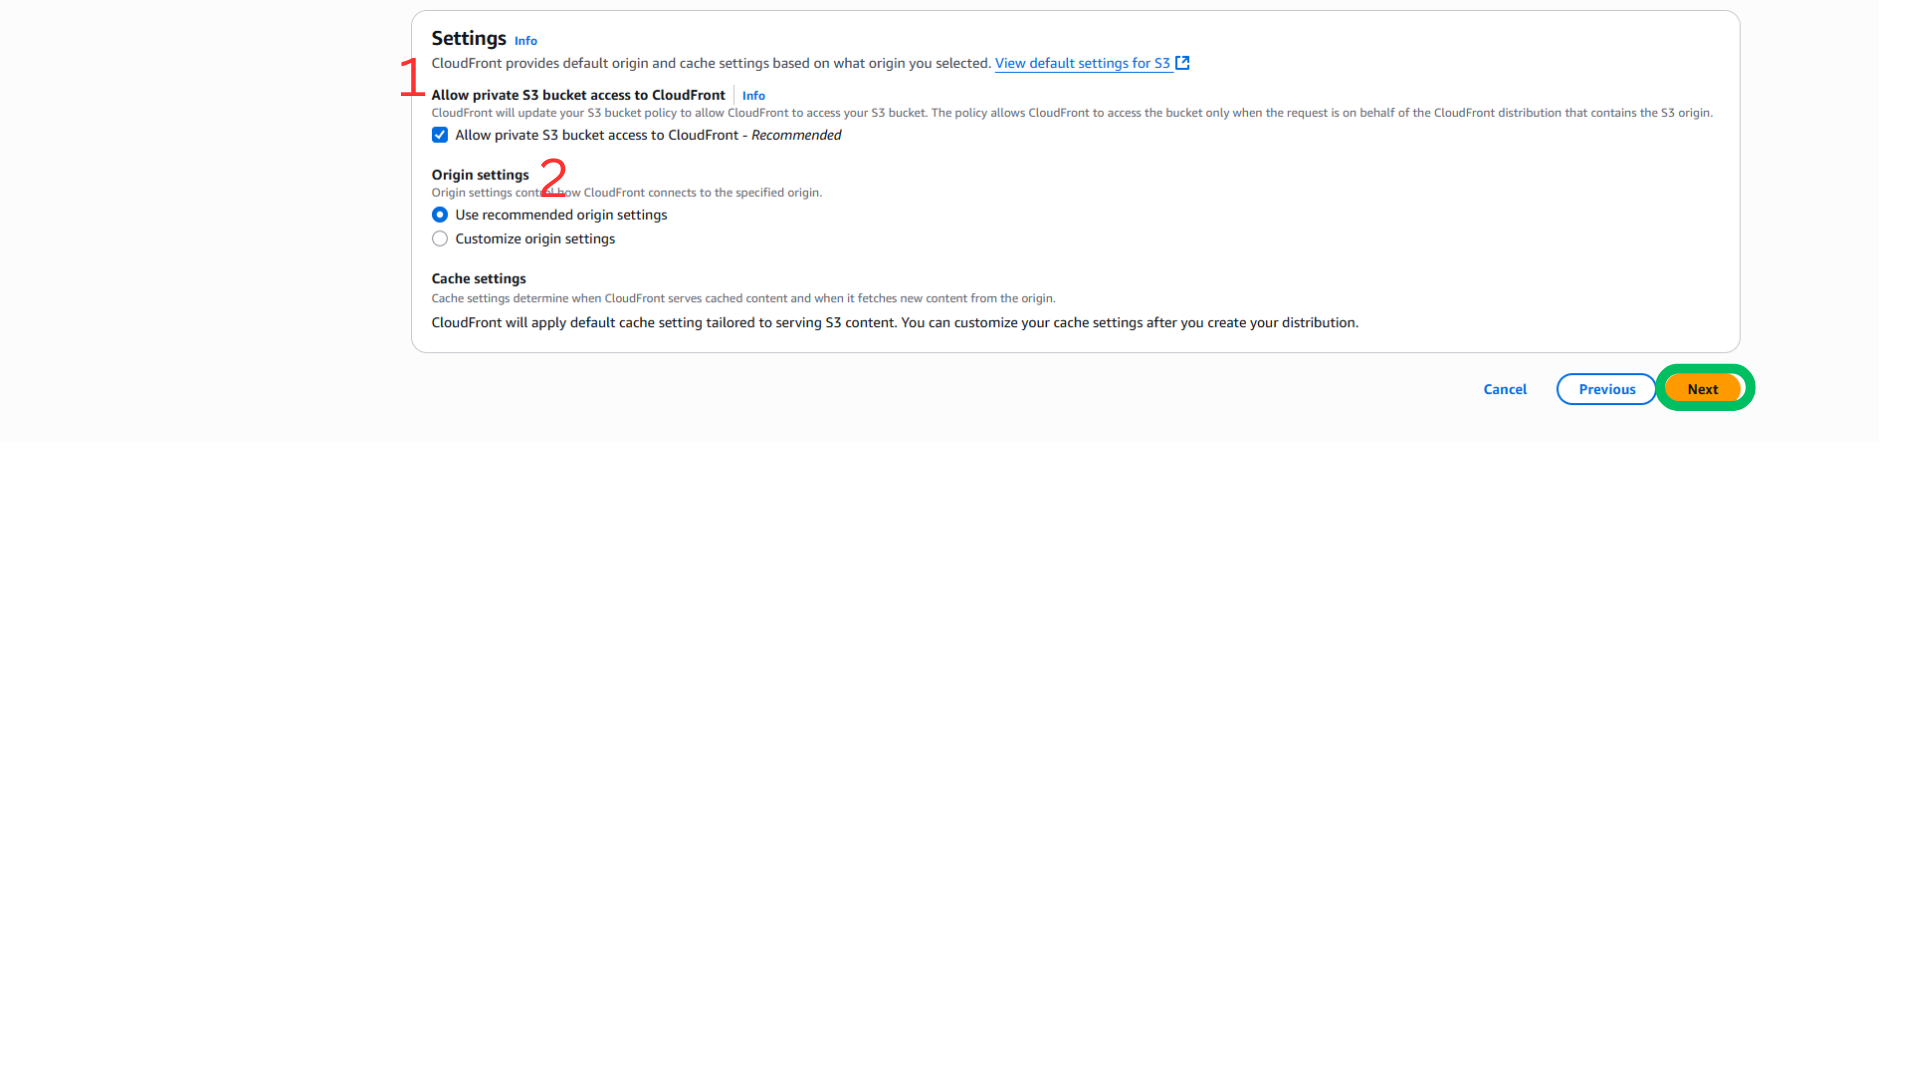 Settings Info
CloudFront provides default origin and cache settings based on what origin you selected. View default settings for S3
1
Allow private S3 bucket access to CloudFront Info
CloudFront will update your S3 bucket policy to allow CloudFront to access your S3 bucket. The policy allows CloudFront to access the bucket only when the request is on behalf of the CloudFront distribution that contains the S3 origin.
Allow private S3 bucket access to CloudFront - Recommended
Origin settings 2
Origin settings control how CloudFront connects to the specified origin.
Use recommended origin settings
Customize origin settings
Cache settings
Cache settings determine when CloudFront serves cached content and when it fetches new content from the origin.
CloudFront will apply default cache setting tailored to serving S3 content. You can customize your cache settings after you create your distribution.
Cancel Previous Next